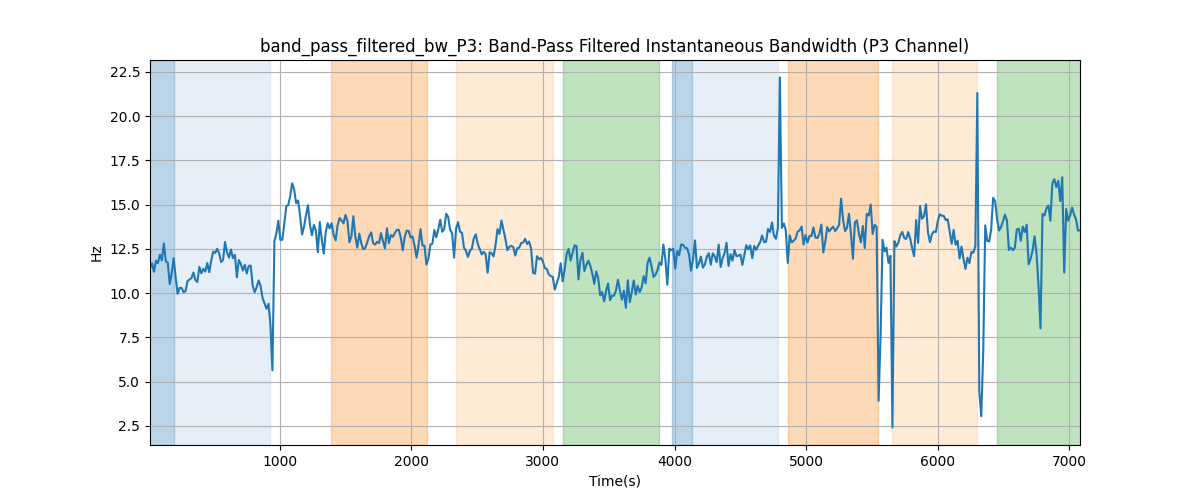 band_pass_filtered_bw_P3: Band-Pass Filtered Instantaneous Bandwidth (P3 Channel)
22.5
20.0
17.5
15.0
12.5
10.0
7.5
5.0
2.5
Hz
1000 2000 3000 4000 5000 6000 7000
Time(s)